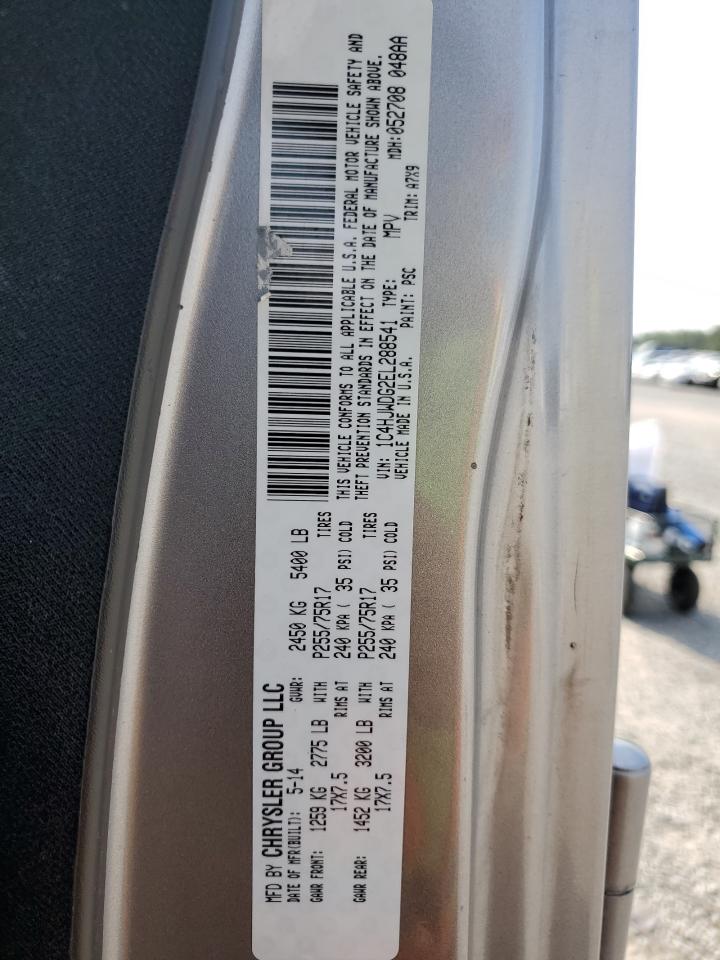 MFD BY CHRYSLER GROUP LLC
DATE OF MFR(BUILT): 5-14 GVWR: 2450 KG 5400 LB
GAWR FRONT: 1259 KG 2775 LB WITH P255/75R17 TIRES
17X7.5 RIMS AT 240 KPA ( 35 PSI) COLD
GAWR REAR: 1452 KG 3200 LB WITH P255/75R17 TIRES
17X7.5 RIMS AT 240 KPA ( 35 PSI) COLD
THIS VEHICLE CONFORMS TO ALL APPLICABLE U.S.A. FEDERAL MOTOR VEHICLE SAFETY AND
THEFT PREVENTION STANDARDS IN EFFECT ON THE DATE OF MANUFACTURE SHOWN ABOVE.
VIN: 1C4HJWDG2EL288541 TYPE: MPV MDH:052708 048AA
VEHICLE MADE IN U.S.A. PAINT: PSC TRIM: A7X9